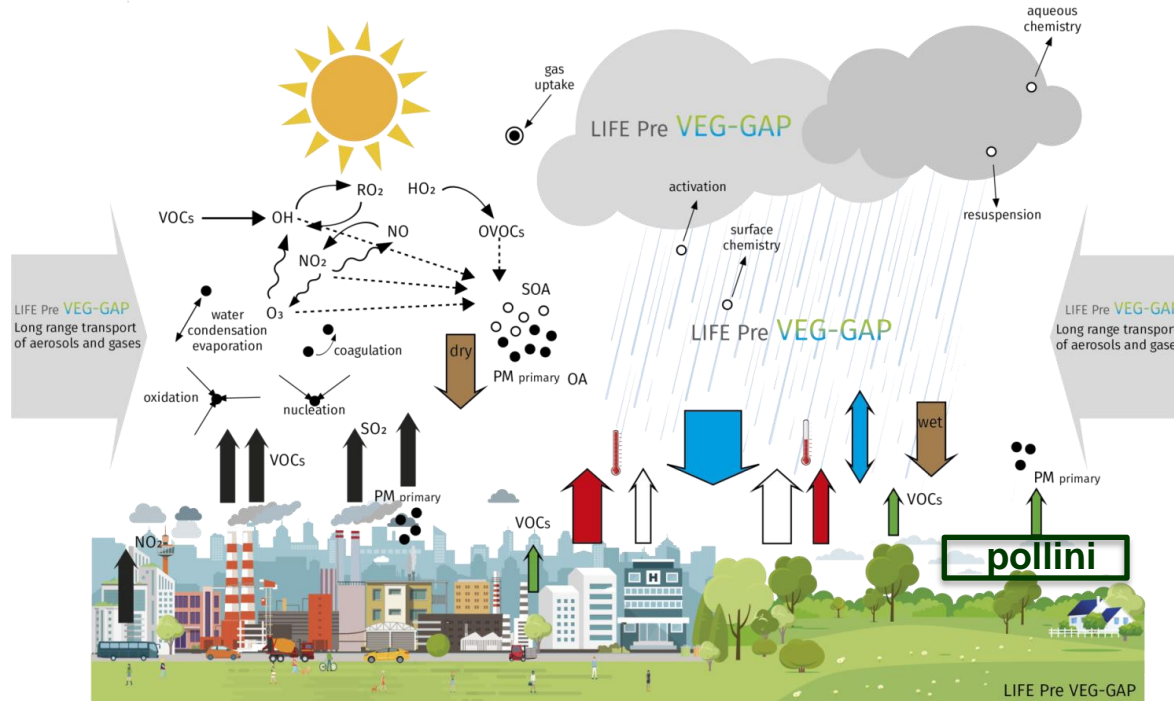 aqueous
chemistry
gas
uptake
LIFE Pre VEG-GAP
activation
resuspension
surface
chemistry
RO₂
HO₂
VOCs
OH
NO
OVOCs
NO₂
SOA
O₃
LIFE Pre VEG-GAP
Long range transport
of aerosols and gases
water
condensation
evaporation
coagulation
dry
PM primary OA
oxidation
nucleation
LIFE Pre VEG-GAP
LIFE Pre VEG-GAP
Long range transport
of aerosols and gase
SO₂
VOCs
PM primary
wet
VOCs
PM primary
NO₂
VOCs
pollini
H
LIFE Pre VEG-GAP